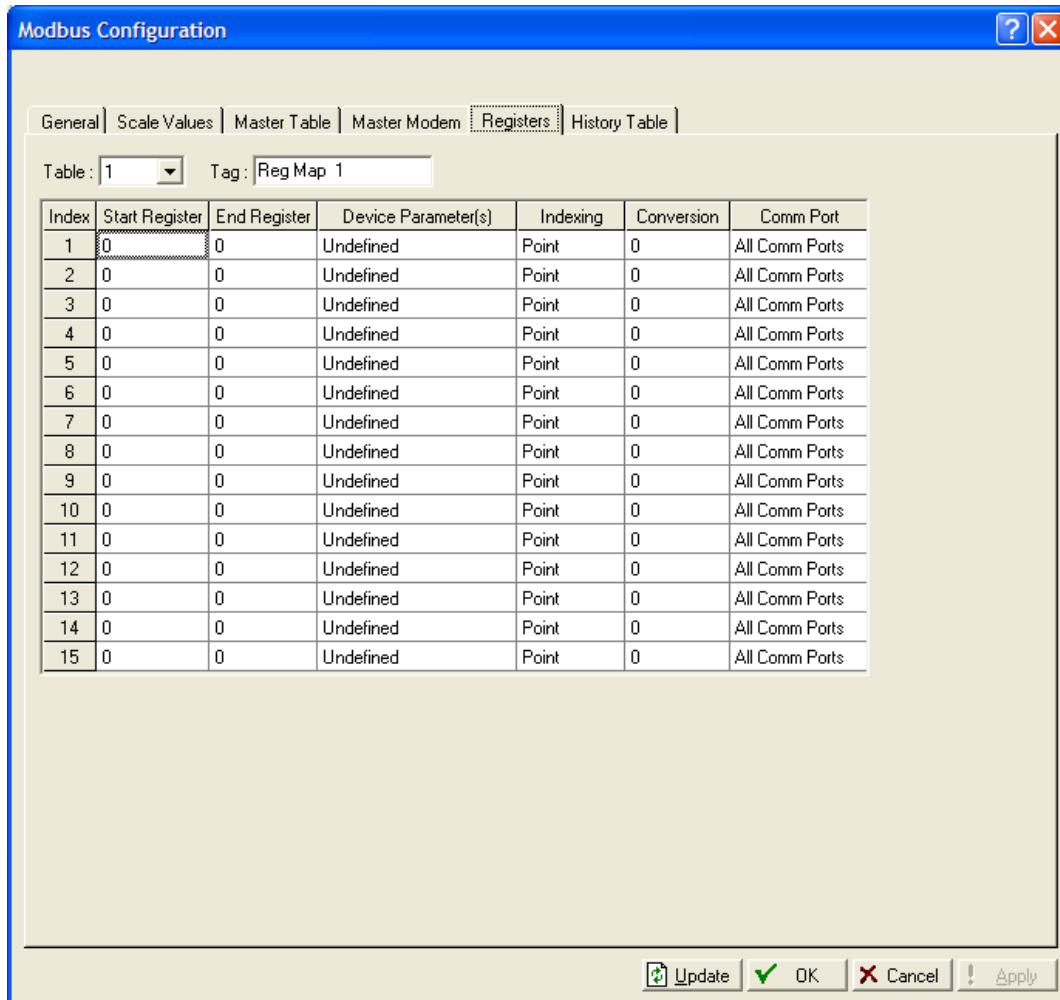 Modbus Configuration
General Scale Values Master Table Master Modem Registers History Table
Table : 1 Tag : Reg Map 1
Index Start Register End Register Device Parameter(s) Indexing Conversion Comm Port
1 0 0 Undefined Point 0 All Comm Ports
2 0 0 Undefined Point 0 All Comm Ports
3 0 0 Undefined Point 0 All Comm Ports
4 0 0 Undefined Point 0 All Comm Ports
5 0 0 Undefined Point 0 All Comm Ports
6 0 0 Undefined Point 0 All Comm Ports
7 0 0 Undefined Point 0 All Comm Ports
8 0 0 Undefined Point 0 All Comm Ports
9 0 0 Undefined Point 0 All Comm Ports
10 0 0 Undefined Point 0 All Comm Ports
11 0 0 Undefined Point 0 All Comm Ports
12 0 0 Undefined Point 0 All Comm Ports
13 0 0 Undefined Point 0 All Comm Ports
14 0 0 Undefined Point 0 All Comm Ports
15 0 0 Undefined Point 0 All Comm Ports
Update OK Cancel ! Apply